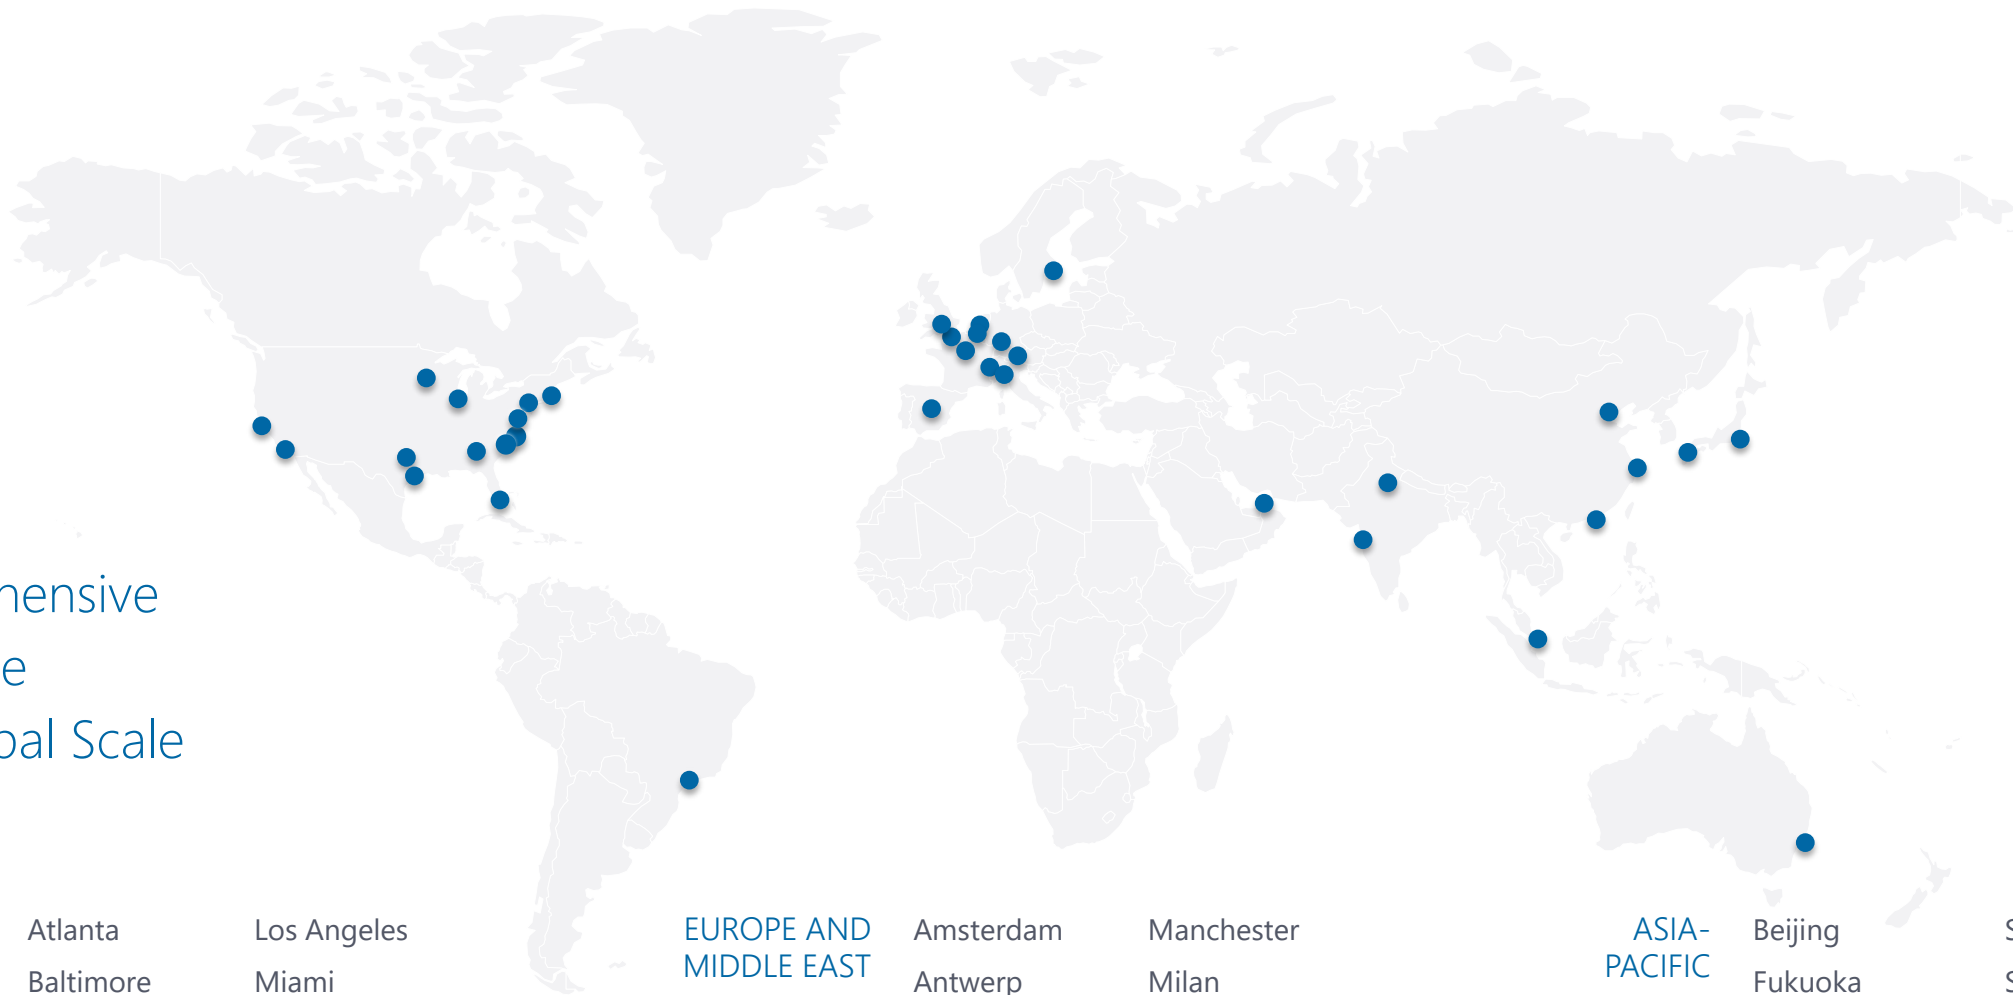 hensive
e
bal Scale
Atlanta
Baltimore
Los Angeles
Miami
EUROPE AND
MIDDLE EAST
Amsterdam
Antwerp
Manchester
Milan
ASIA-
PACIFIC
Beijing
Fukuoka
S
S